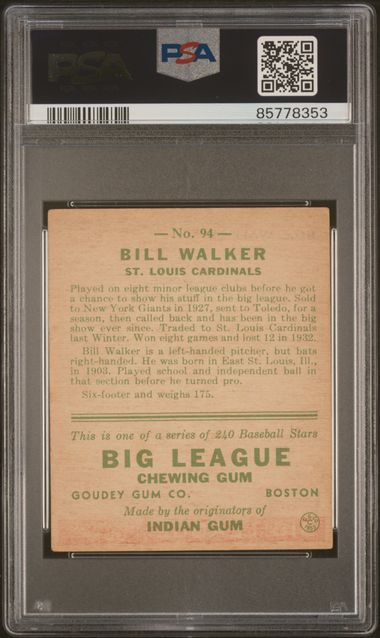 PSA
PSA
85778353
— No. 94 —
BILL WALKER
ST. LOUIS CARDINALS
Played on eight minor league clubs before he got
a chance to show his stuff in the big league. Sold
to New York Giants in 1927, sent to Toledo, for a
season, then called back and has been in the big
show ever since. Traded to St. Louis Cardinals
last Winter. Won eight games and lost 12 in 1932.
Bill Walker is a left-handed pitcher, but bats
right-handed. He was born in East St. Louis, Ill.,
in 1903. Played school and independent ball in
that section before he turned pro.
Six-footer and weighs 175.
This is one of a series of 240 Baseball Stars
BIG LEAGUE
CHEWING GUM
GOUDEY GUM CO. BOSTON
Made by the originators of
INDIAN GUM